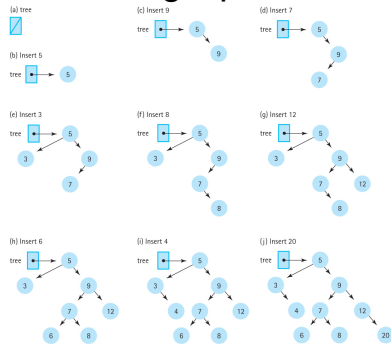 (a) tree
(b) Insert 5
tree
5
(c) Insert 9
tree
5
9
(d) Insert 7
tree
5
9
7
(e) Insert 3
tree
5
3
9
7
(f) Insert 8
tree
5
3
9
7
8
(g) Insert 12
tree
5
3
9
7
12
8
(h) Insert 6
tree
5
3
9
7
12
6
8
(i) Insert 4
tree
5
3
9
4
7
12
6
8
(j) Insert 20
tree
5
3
9
4
7
12
6
8
20